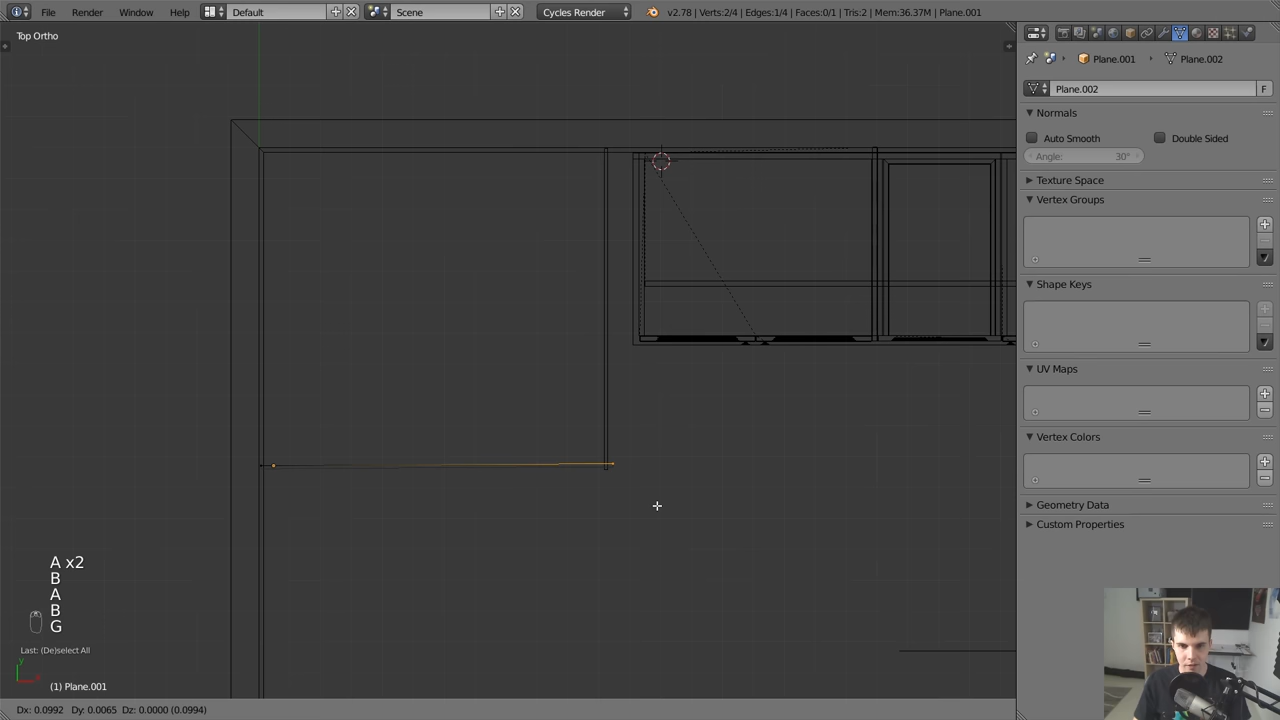 File Render Window Help Default Scene Cycles Render v2.78 | Verts:2/4 | Edges:1/4 | Faces:0/1 | Tris:2 | Mem:36.37M | Plane.001
Top Ortho
Plane.001 Plane.002
Plane.002 F
Normals
Auto Smooth Double Sided
Angle: 30°
Texture Space
Vertex Groups
Shape Keys
UV Maps
Vertex Colors
Geometry Data
Custom Properties
A x2
B
A
B
G
Last: (De)select All
y
(1) Plane.001
Dx: 0.0992 Dy: 0.0065 Dz: 0.0000 (0.0994)